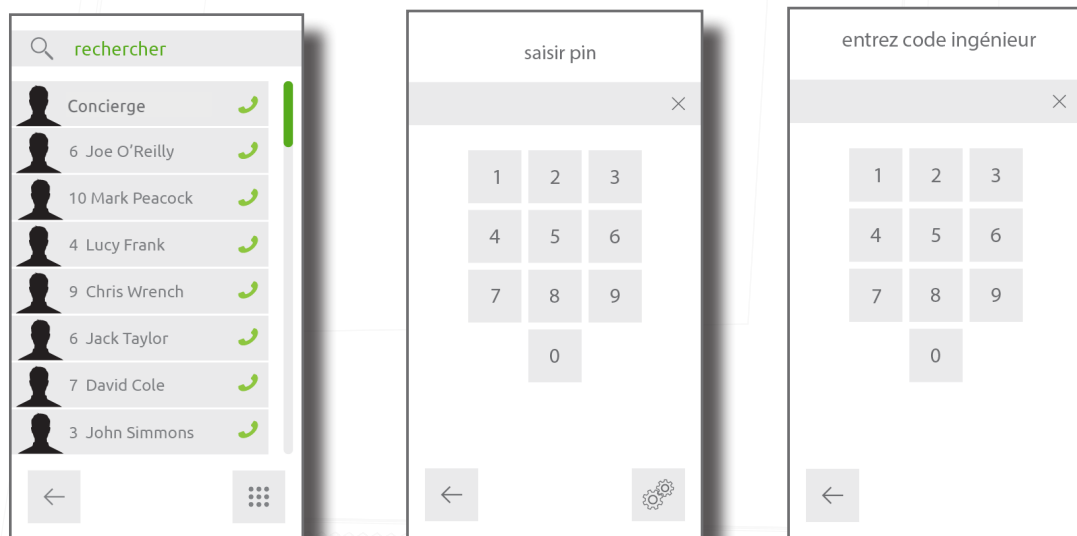 rechercher
Concierge
6 Joe O'Reilly
10 Mark Peacock
4 Lucy Frank
9 Chris Wrench
6 Jack Taylor
7 David Cole
3 John Simmons
saisir pin
1 2 3
4 5 6
7 8 9
0
entrez code ingénieur
1 2 3
4 5 6
7 8 9
0